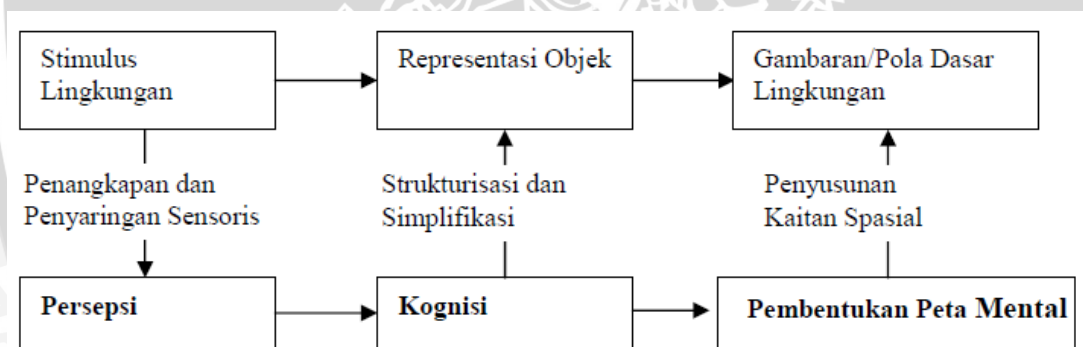 Stimulus
Lingkungan
Representasi Objek
Gambaran/Pola Dasar
Lingkungan
Penangkapan dan
Penyaringan Sensoris
Strukturisasi dan
Simplifikasi
Penyusunan
Kaitan Spasial
Persepsi
Kognisi
Pembentukan Peta Mental